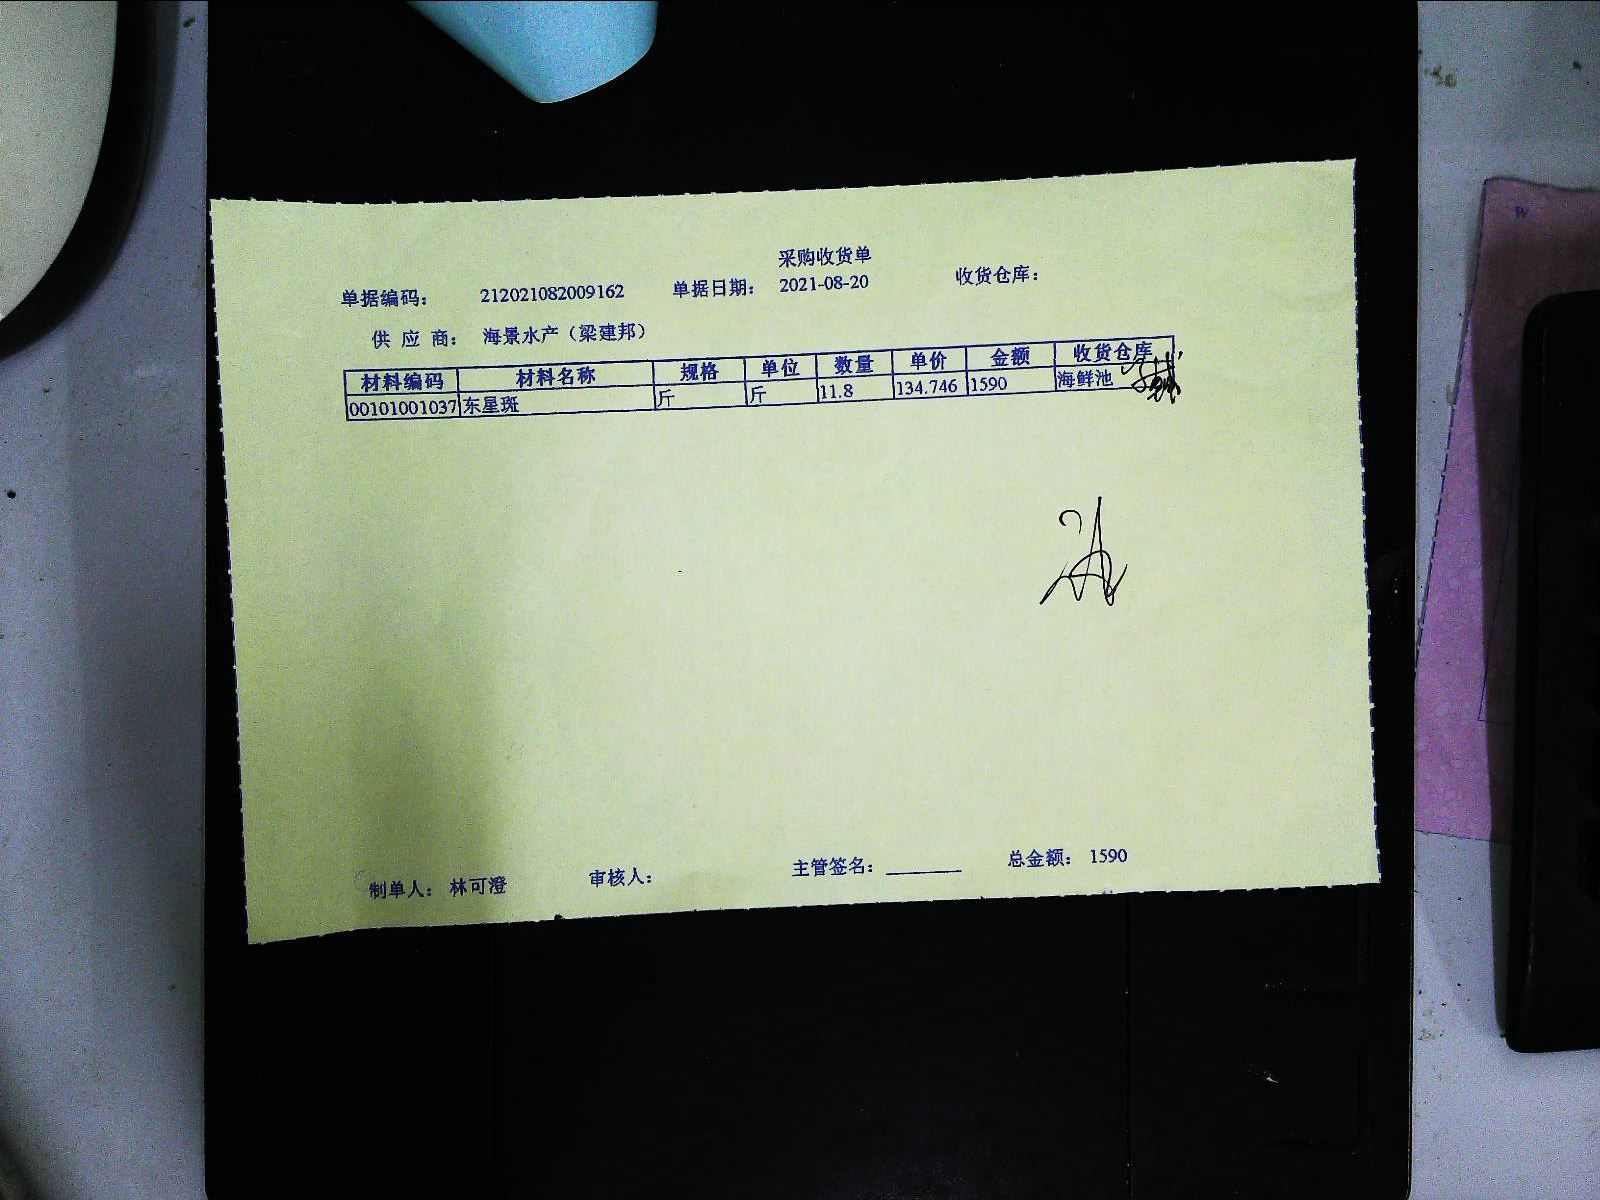 采购收货单
单据编码： 212021082009162 单据日期： 2021-08-20 收货仓库：
供 应 商： 海景水产（梁建邦）
材料编码 材料名称 规格 单位 数量 单价 金额 收货仓库
00101001037 东星斑 斤 斤 11.8 134.746 1590 海鲜池
制单人： 林可澄 审核人： 主管签名：______ 总金额： 1590
W